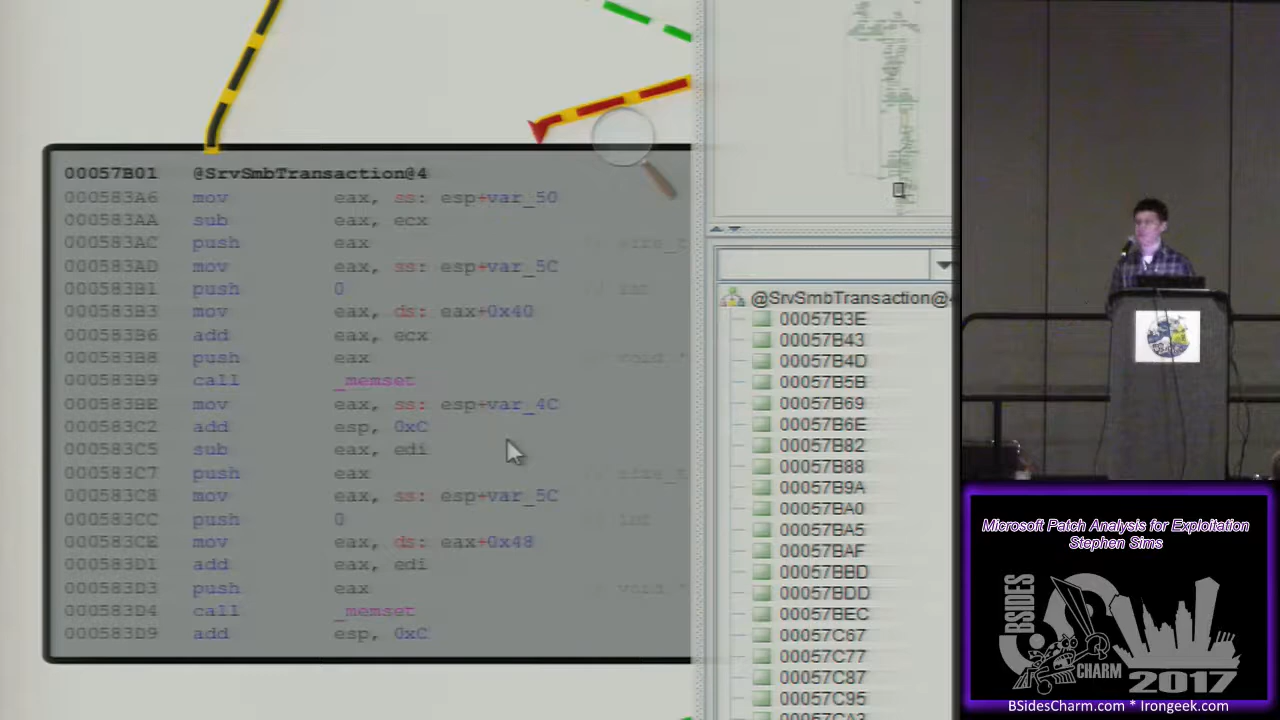 00057B01 @SrvSmbTransaction@4
000583A6 mov eax, ss: esp+var_50
000583AA sub eax, ecx
000583AC push eax
000583AD mov eax, ss: esp+var_5C
000583B1 push 0
000583B3 mov eax, ds: eax+0x40
000583B6 add eax, ecx
000583B8 push eax
000583B9 call _memset
000583BE mov eax, ss: esp+var_4C
000583C2 add esp, 0xC
000583C5 sub eax, edi
000583C7 push eax
000583C8 mov eax, ss: esp+var_5C
000583CC push 0
000583CE mov eax, ds: eax+0x48
000583D1 add eax, edi
000583D3 push eax
000583D4 call _memset
000583D9 add esp, 0xC
@SrvSmbTransaction@
00057B3E
00057B43
00057B4D
00057B5B
00057B69
00057B6E
00057B82
00057B88
00057B9A
00057BA0
00057BA5
00057BAF
00057BBD
00057BDD
00057BEC
00057C67
00057C77
00057C87
00057C95
00057CA3
Microsoft Patch Analysis for Exploitation
Stephen Sims
BSIDES
CHARM
2017
BSidesCharm.com * Irongeek.com